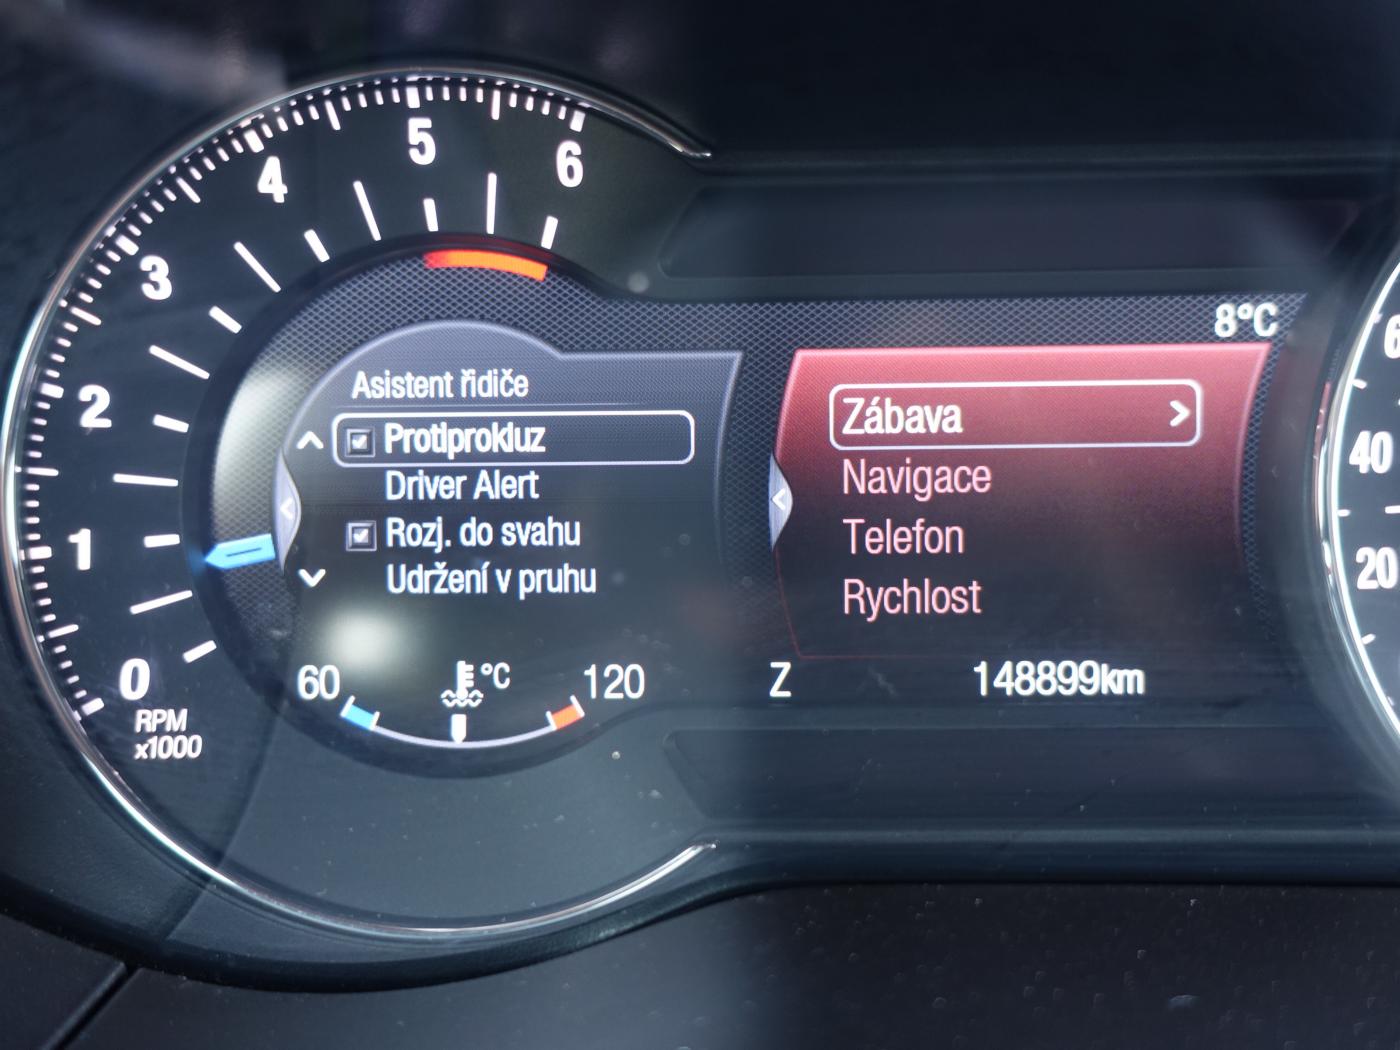 6
5
4
3
2
1
0
RPM
x1000
Asistent řidiče
Protiprokluz
Driver Alert
Rozj. do svahu
Udržení v pruhu
60
°C
120
8°C
Zábava >
Navigace
Telefon
Rychlost
Z
148899km
40
20